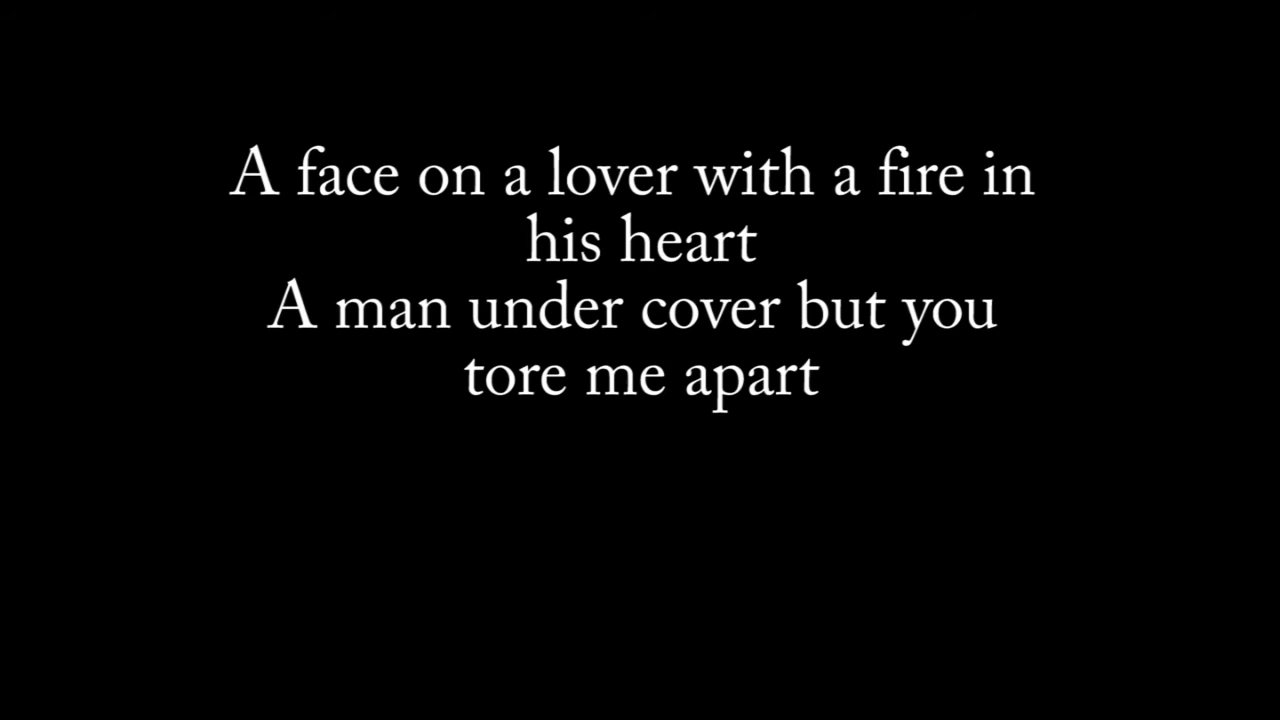 A face on a lover with a fire in
his heart
A man under cover but you
tore me apart